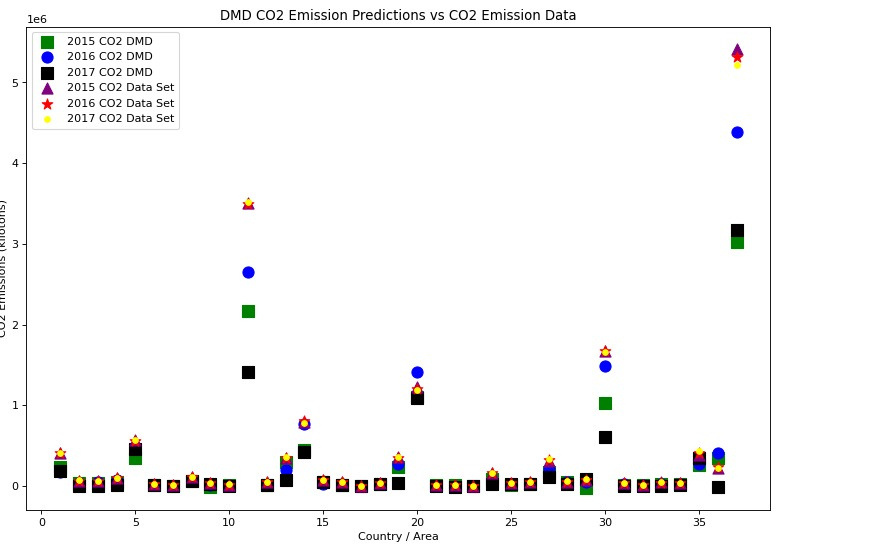 DMD CO2 Emission Predictions vs CO2 Emission Data
1e6
2015 CO2 DMD
2016 CO2 DMD
2017 CO2 DMD
2015 CO2 Data Set
2016 CO2 Data Set
2017 CO2 Data Set
5
4
3
2
1
0
CO2 Emissions (kilotons)
0 5 10 15 20 25 30 35
Country / Area